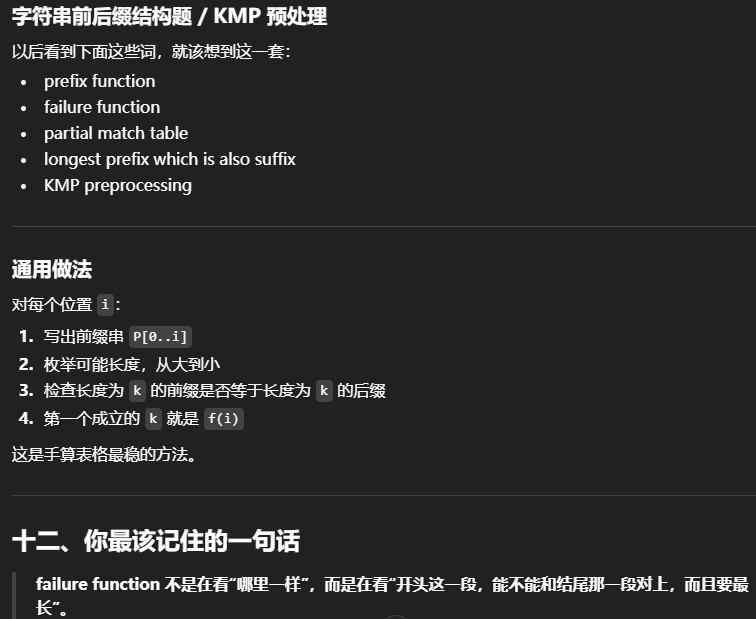 字符串前后缀结构题 / KMP 预处理
以后看到下面这些词，就该想到这一套：
• prefix function
• failure function
• partial match table
• longest prefix which is also suffix
• KMP preprocessing
通用做法
对每个位置 i：
1. 写出前缀串 P[0..i]
2. 枚举可能长度，从大到小
3. 检查长度为 k 的前缀是否等于长度为 k 的后缀
4. 第一个成立的 k 就是 f(i)
这是手算表格最稳的方法。
十二、你最该记住的一句话
failure function 不是在看“哪里一样”，而是在看“开头这一段，能不能和结尾那一段对上，而且要最
长”。